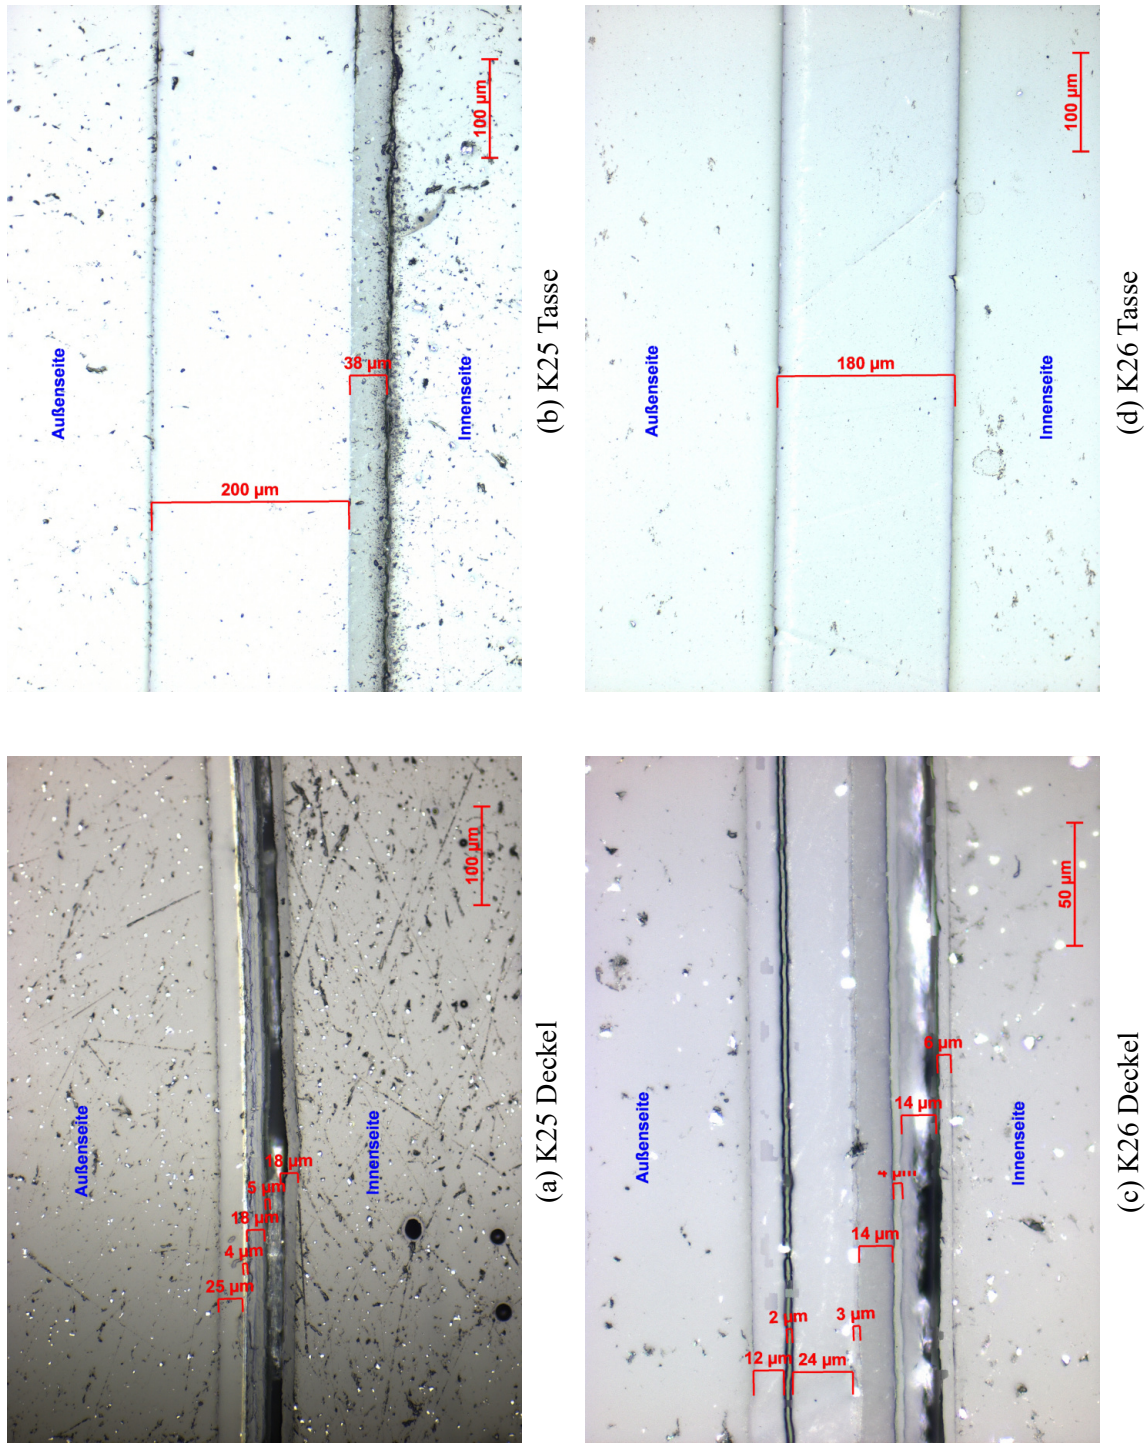 Außenseite
25 µm
4 µm
18 µm
5 µm
18 µm
Innenseite
100 µm
(a) K25 Deckel
Außenseite
200 µm
38 µm
Innenseite
100 µm
(b) K25 Tasse
Außenseite
12 µm
2 µm
24 µm
3 µm
14 µm
4 µm
14 µm
6 µm
Innenseite
50 µm
(c) K26 Deckel
Außenseite
180 µm
Innenseite
100 µm
(d) K26 Tasse